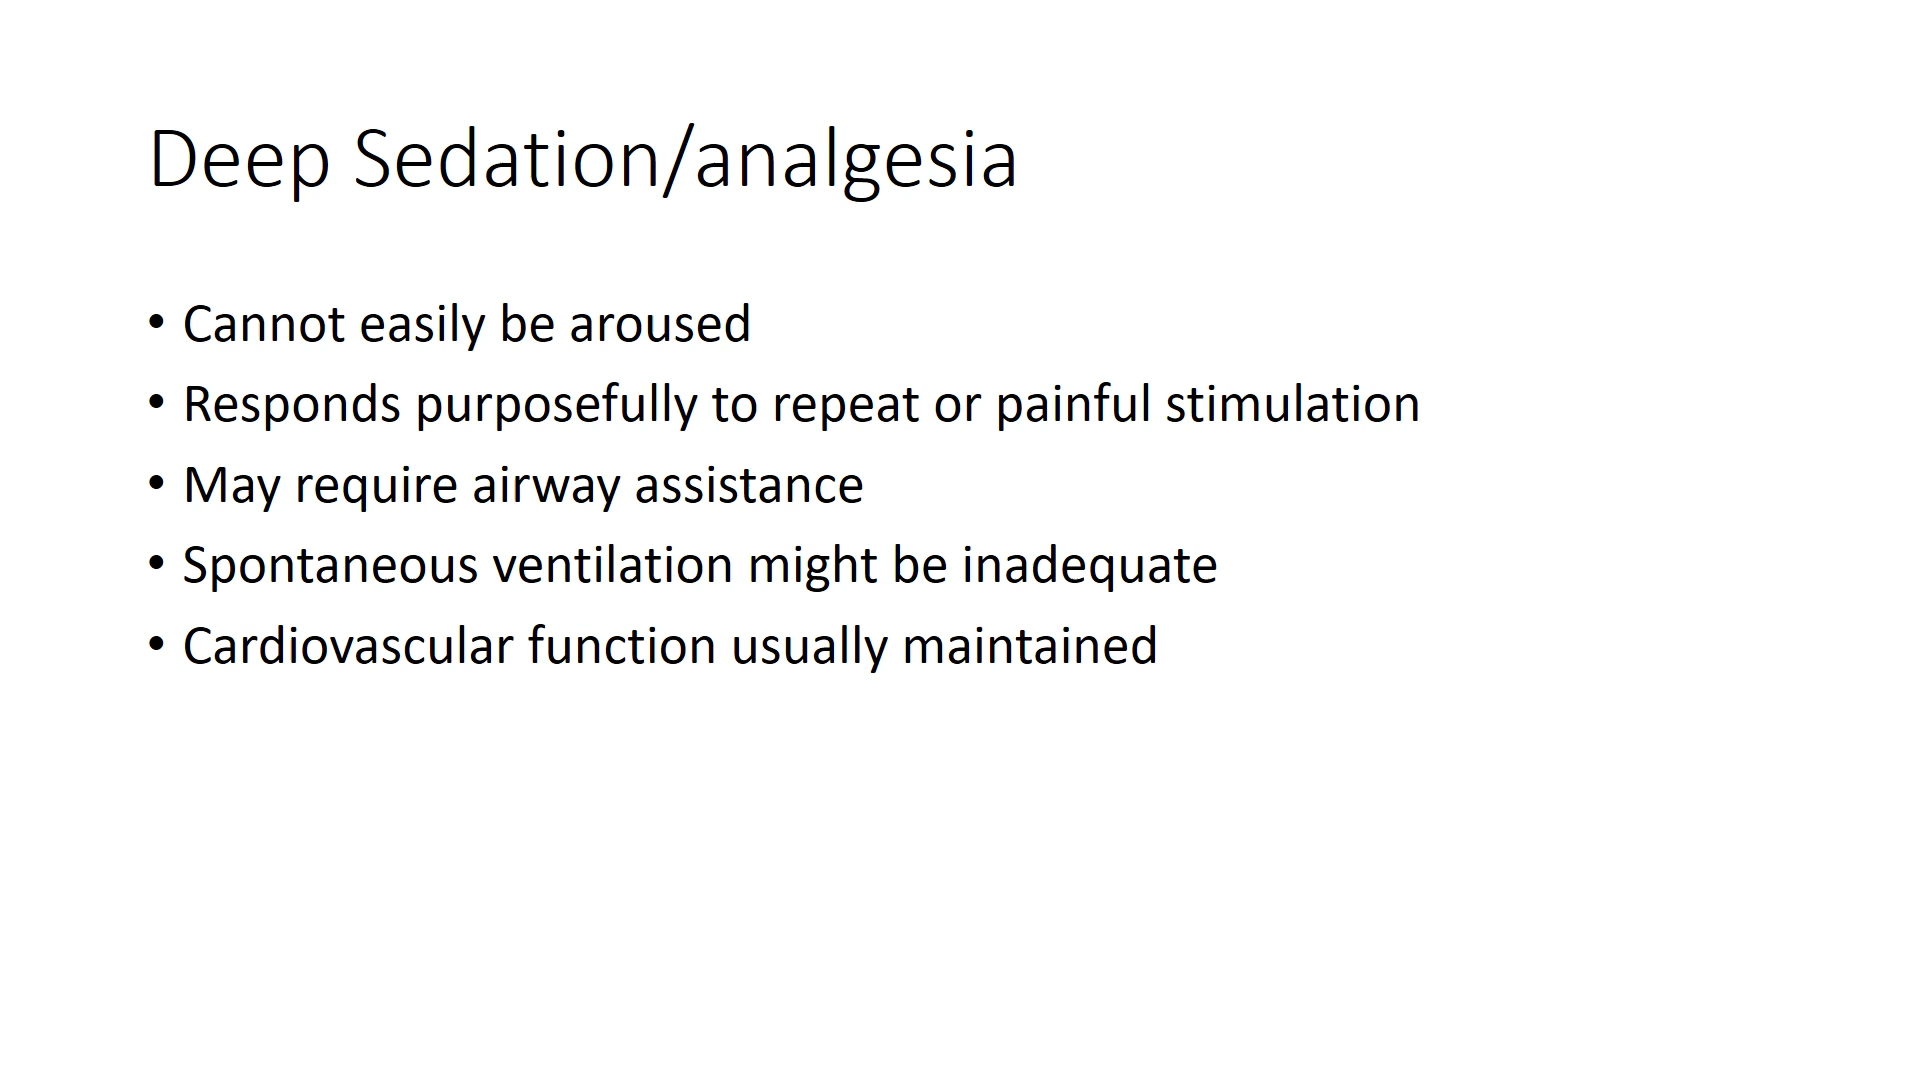 Deep Sedation/analgesia
• Cannot easily be aroused
• Responds purposefully to repeat or painful stimulation
• May require airway assistance
• Spontaneous ventilation might be inadequate
• Cardiovascular function usually maintained